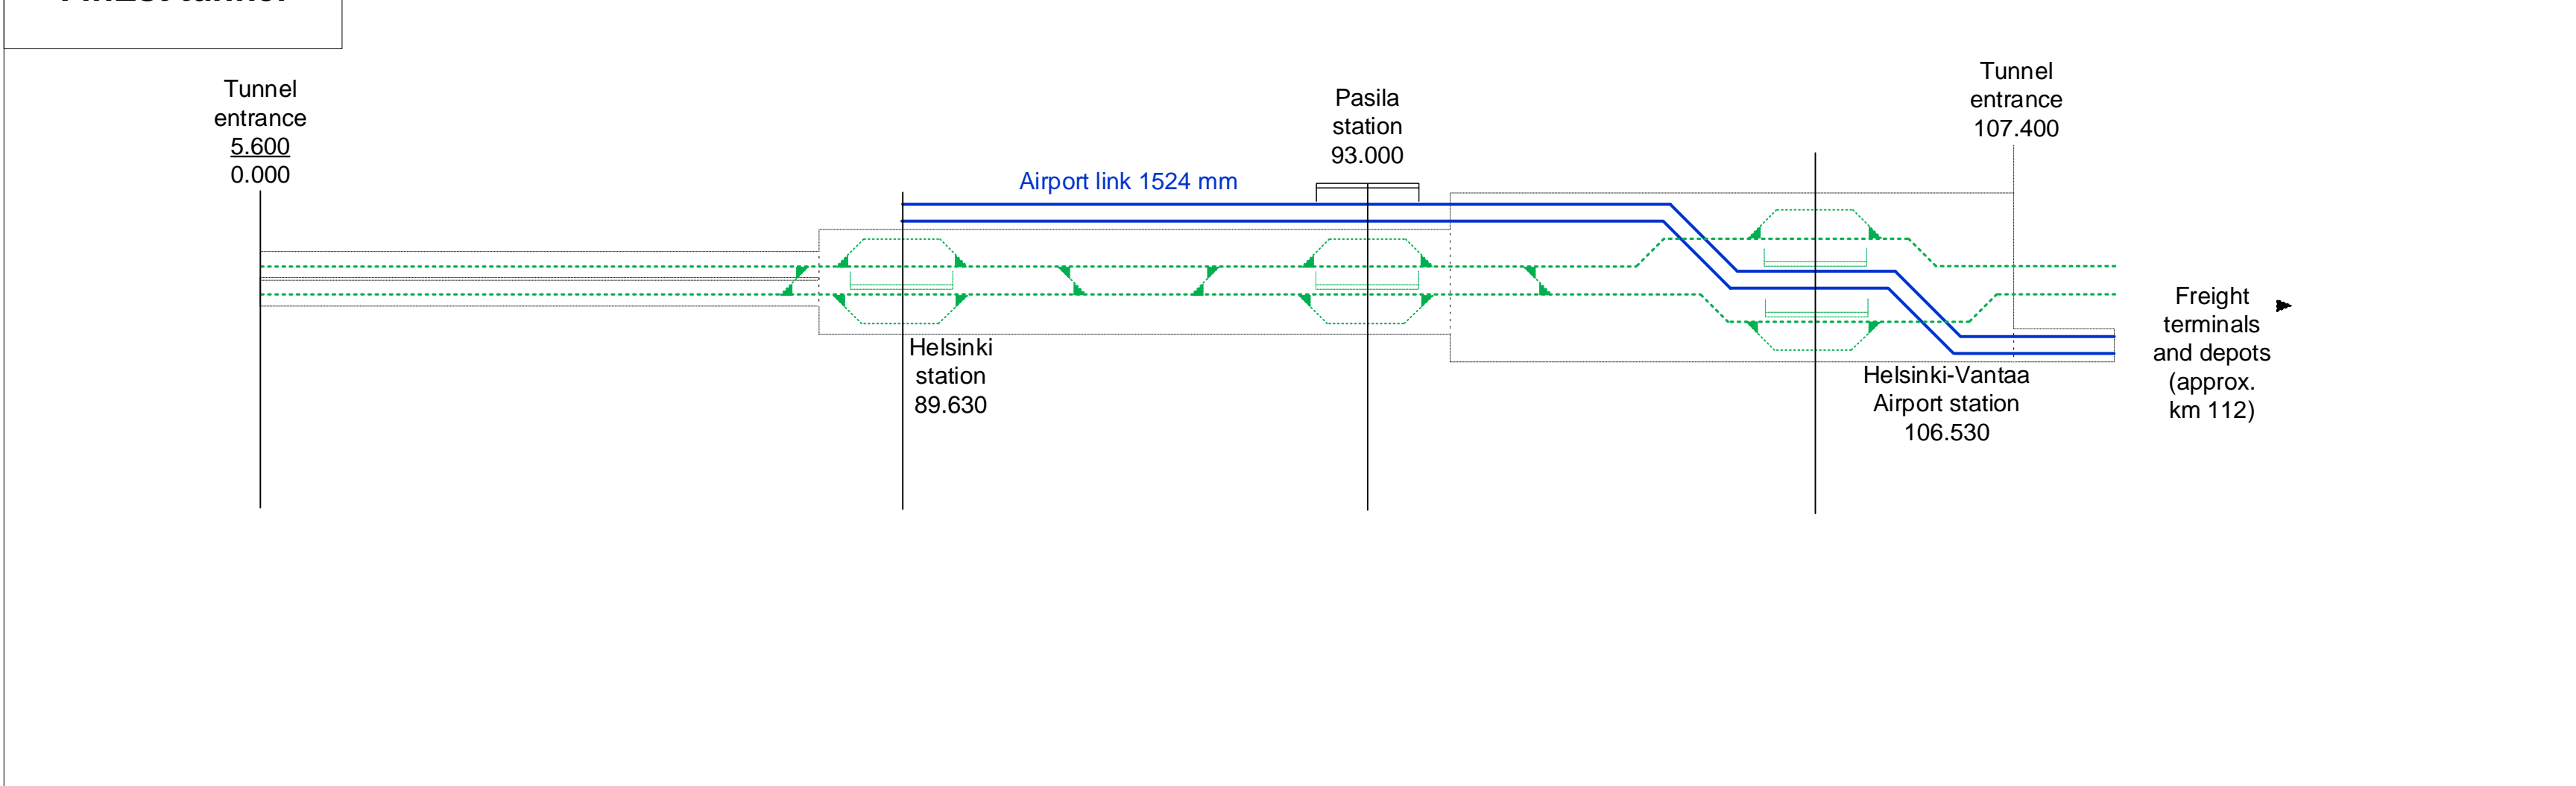 Tunnel
entrance
5.600
0.000
Airport link 1524 mm
Pasila
station
93.000
Tunnel
entrance
107.400
Helsinki
station
89.630
Helsinki-Vantaa
Airport station
106.530
Freight
terminals
and depots
(approx.
km 112)